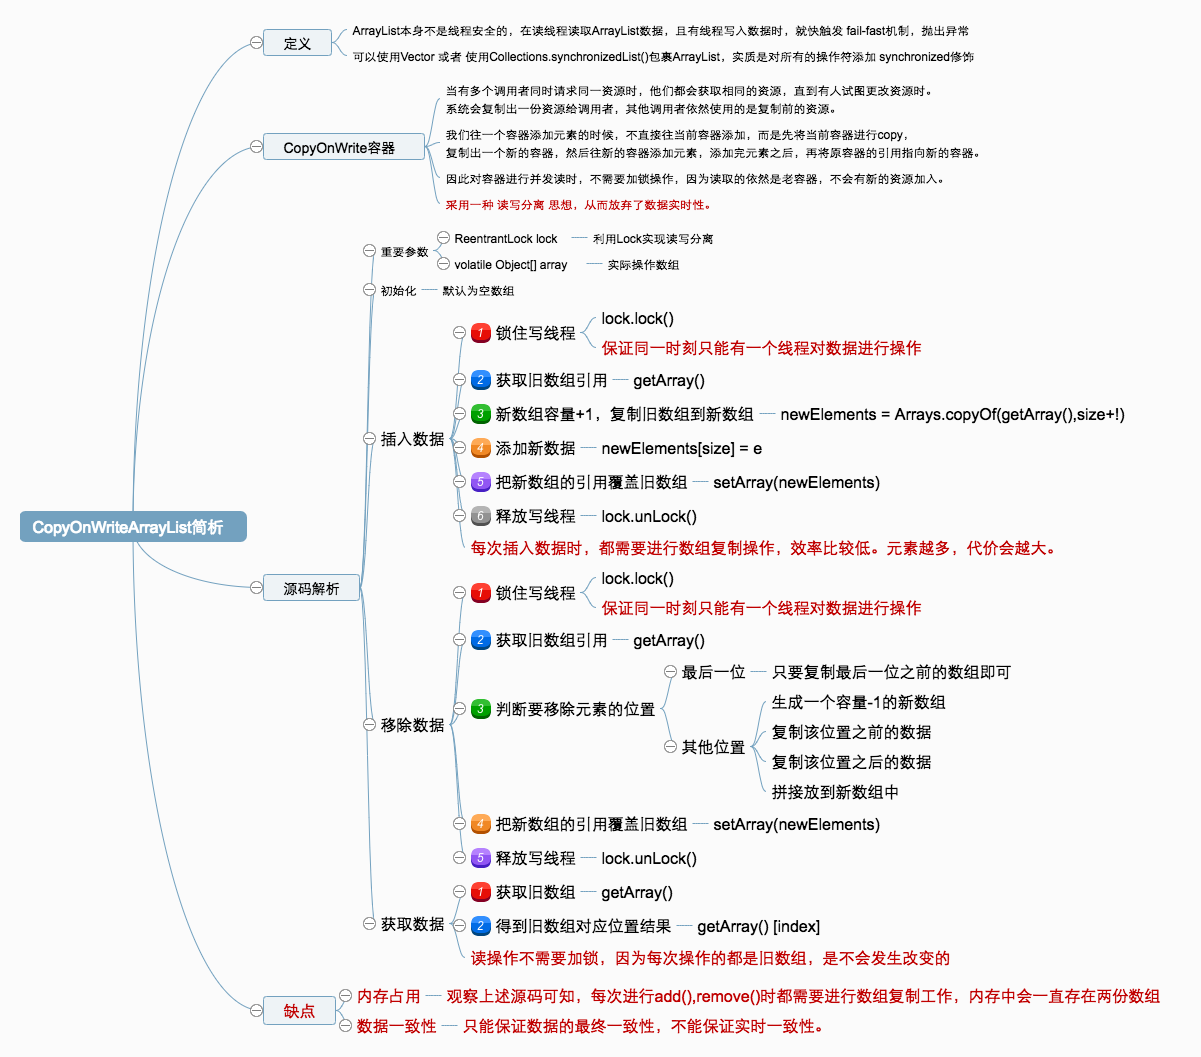 定义
ArrayList本身不是线程安全的，在读线程读取ArrayList数据，且有线程写入数据时，就快触发 fail-fast机制，抛出异常
可以使用Vector 或者 使用Collections.synchronizedList()包裹ArrayList，实质是对所有的操作符添加 synchronized修饰
CopyOnWrite容器
当有多个调用者同时请求同一资源时，他们都会获取相同的资源，直到有人试图更改资源时。
系统会复制出一份资源给调用者，其他调用者依然使用的是复制前的资源。
我们往一个容器添加元素的时候，不直接往当前容器添加，而是先将当前容器进行copy，
复制出一个新的容器，然后往新的容器添加元素，添加完元素之后，再将原容器的引用指向新的容器。
因此对容器进行并发读时，不需要加锁操作，因为读取的依然是老容器，不会有新的资源加入。
采用一种 读写分离 思想，从而放弃了数据实时性。
CopyOnWriteArrayList简析
源码解析
重要参数
ReentrantLock lock
利用Lock实现读写分离
volatile Object[] array
实际操作数组
初始化
默认为空数组
插入数据
1 锁住写线程
lock.lock()
保证同一时刻只能有一个线程对数据进行操作
2 获取旧数组引用
getArray()
3 新数组容量+1，复制旧数组到新数组
newElements = Arrays.copyOf(getArray(),size+!)
4 添加新数据
newElements[size] = e
5 把新数组的引用覆盖旧数组
setArray(newElements)
6 释放写线程
lock.unLock()
每次插入数据时，都需要进行数组复制操作，效率比较低。元素越多，代价会越大。
移除数据
1 锁住写线程
lock.lock()
保证同一时刻只能有一个线程对数据进行操作
2 获取旧数组引用
getArray()
3 判断要移除元素的位置
最后一位
只要复制最后一位之前的数组即可
其他位置
生成一个容量-1的新数组
复制该位置之前的数据
复制该位置之后的数据
拼接放到新数组中
4 把新数组的引用覆盖旧数组
setArray(newElements)
5 释放写线程
lock.unLock()
获取数据
1 获取旧数组
getArray()
2 得到旧数组对应位置结果
getArray() [index]
读操作不需要加锁，因为每次操作的都是旧数组，是不会发生改变的
缺点
内存占用
观察上述源码可知，每次进行add(),remove()时都需要进行数组复制工作，内存中会一直存在两份数组
数据一致性
只能保证数据的最终一致性，不能保证实时一致性。